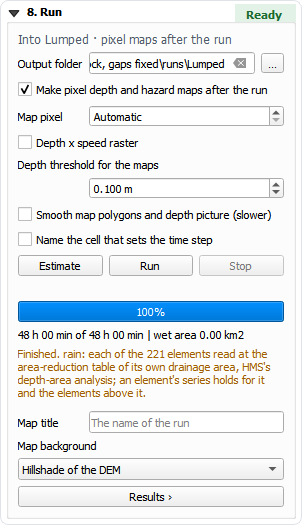 8. Run
Ready
Into Lumped · pixel maps after the run
Output folder
ock, gaps fixed\runs\Lumped
...
Make pixel depth and hazard maps after the run
Map pixel
Automatic
Depth x speed raster
Depth threshold for the maps
0.100 m
Smooth map polygons and depth picture (slower)
Name the cell that sets the time step
Estimate
Run
Stop
100%
48 h 00 min of 48 h 00 min | wet area 0.00 km2
Finished. rain: each of the 221 elements read at the
area-reduction table of its own drainage area, HMS's
depth-area analysis; an element's series holds for it
and the elements above it.
Map title
The name of the run
Map background
Hillshade of the DEM
Results ›